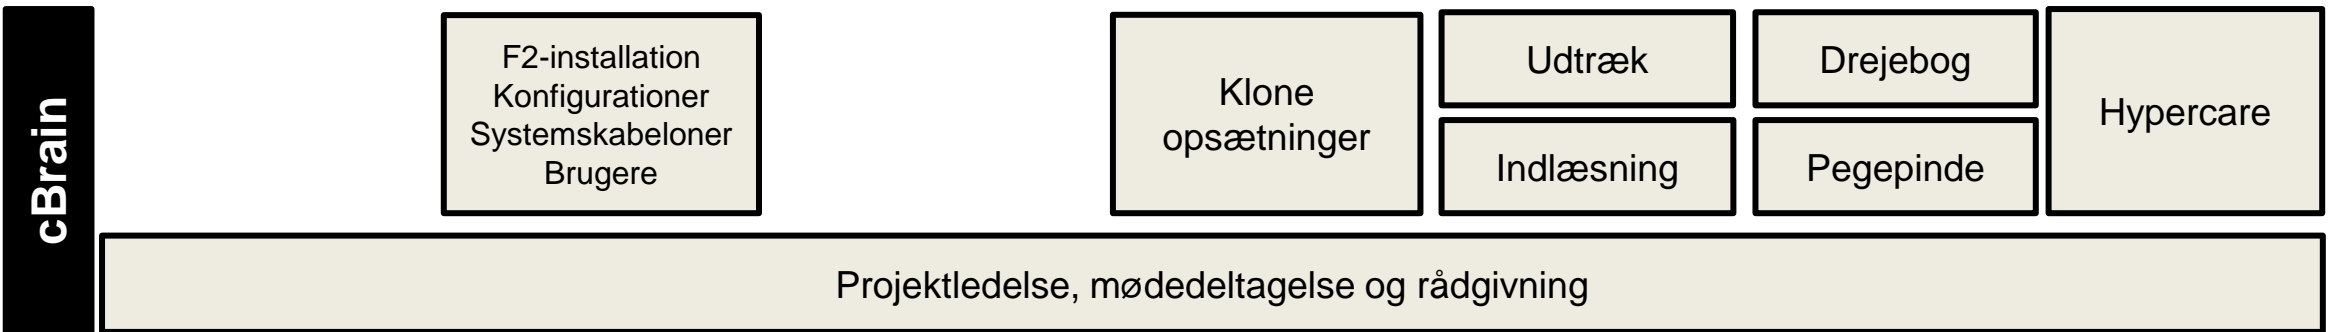 cBrain
F2-installation
Konfigurationer
Systemskabeloner
Brugere
Klone
opsætninger
Udtræk
Indlæsning
Drejebog
Pegepinde
Hypercare
Projektledelse, mødedeltagelse og rådgivning